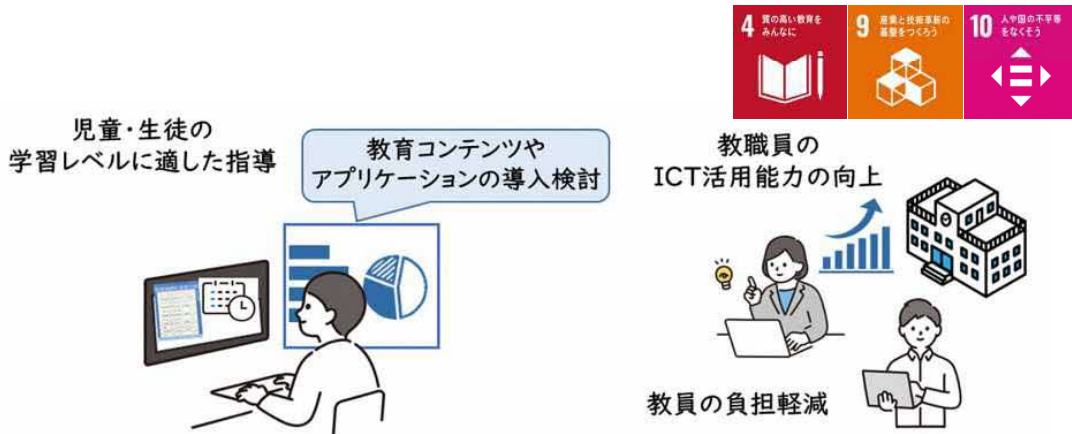 4 質の高い教育を
みんなに
9 産業と技術革新の
基盤をつくろう
10 人や国の不平等
をなくそう
児童・生徒の
学習レベルに適した指導
教育コンテンツや
アプリケーションの導入検討
教職員の
ICT活用能力の向上
教員の負担軽減